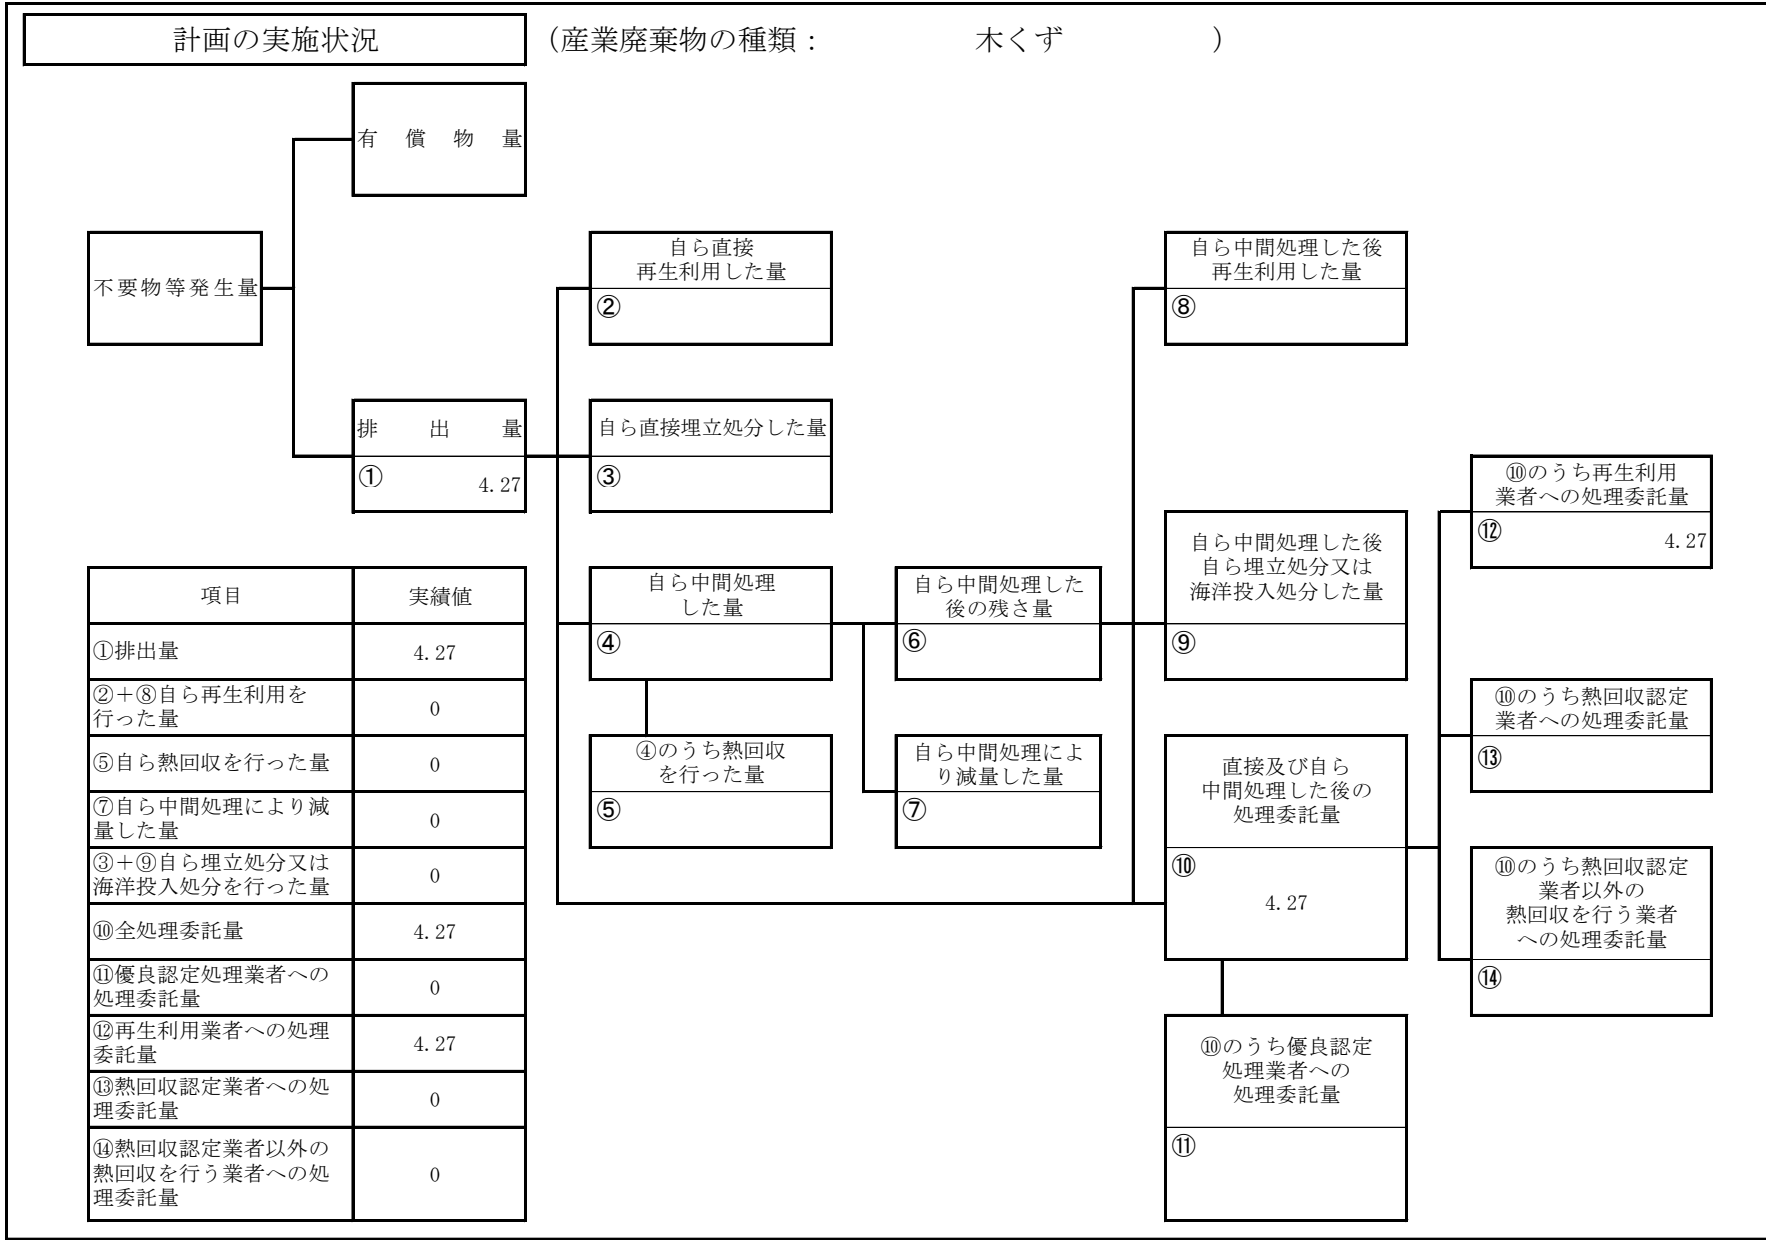 計画の実施状況
(産業廃棄物の種類： 木くず )
有償物量
不要物等発生量
排出量
① 4.27
自ら直接
再生利用した量
②
自ら直接埋立処分した量
③
自ら中間処理
した量
④
④のうち熱回収
を行った量
⑤
自ら中間処理した
後の残さ量
⑥
自ら中間処理によ
り減量した量
⑦
自ら中間処理した後
再生利用した量
⑧
自ら中間処理した後
自ら埋立処分又は
海洋投入処分した量
⑨
直接及び自ら
中間処理した後の
処理委託量
⑩
4.27
⑩のうち優良認定
処理業者への
処理委託量
⑪
⑩のうち再生利用
業者への処理委託量
⑫ 4.27
⑩のうち熱回収認定
業者への処理委託量
⑬
⑩のうち熱回収認定
業者以外の
熱回収を行う業者
への処理委託量
⑭
項目 実績値
①排出量 4.27
②＋⑧自ら再生利用を
行った量 0
⑤自ら熱回収を行った量 0
⑦自ら中間処理により減
量した量 0
③＋⑨自ら埋立処分又は
海洋投入処分を行った量 0
⑩全処理委託量 4.27
⑪優良認定処理業者への
処理委託量 0
⑫再生利用業者への処理
委託量 4.27
⑬熱回収認定業者への処
理委託量 0
⑭熱回収認定業者以外の
熱回収を行う業者への処
理委託量 0